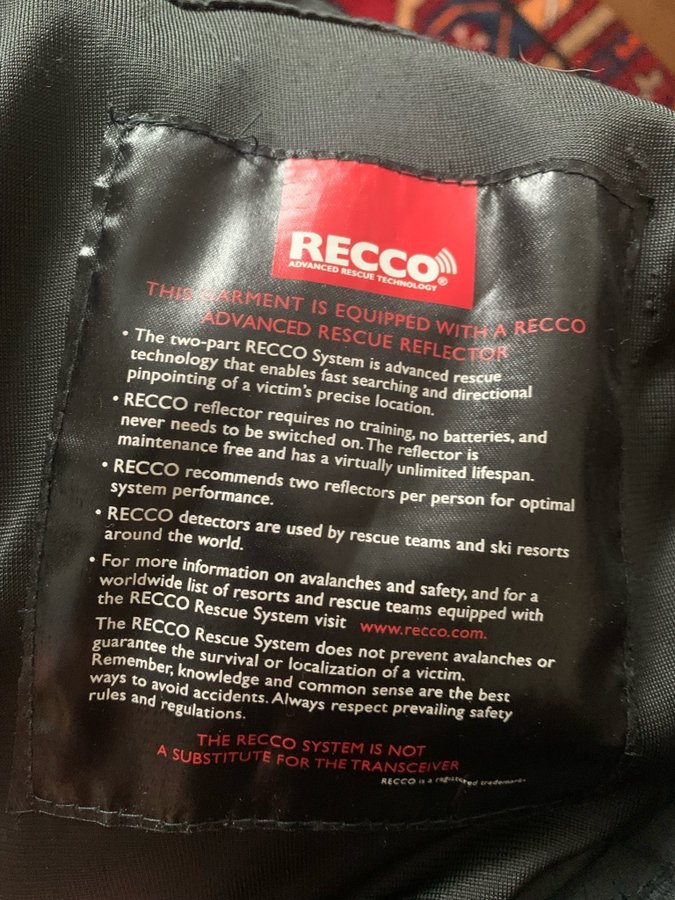 RECCO®
ADVANCED RESCUE TECHNOLOGY
THIS GARMENT IS EQUIPPED WITH A RECCO
ADVANCED RESCUE REFLECTOR
• The two-part RECCO System is advanced rescue
technology that enables fast searching and directional
pinpointing of a victim's precise location.
• RECCO reflector requires no training, no batteries, and
never needs to be switched on. The reflector is
maintenance free and has a virtually unlimited lifespan.
• RECCO recommends two reflectors per person for optimal
system performance.
• RECCO detectors are used by rescue teams and ski resorts
around the world.
• For more information on avalanches and safety, and for a
worldwide list of resorts and rescue teams equipped with
the RECCO Rescue System visit www.recco.com.
The RECCO Rescue System does not prevent avalanches or
guarantee the survival or localization of a victim.
Remember, knowledge and common sense are the best
ways to avoid accidents. Always respect prevailing safety
rules and regulations.
THE RECCO SYSTEM IS NOT
A SUBSTITUTE FOR THE TRANSCEIVER
RECCO is a registered trademark.